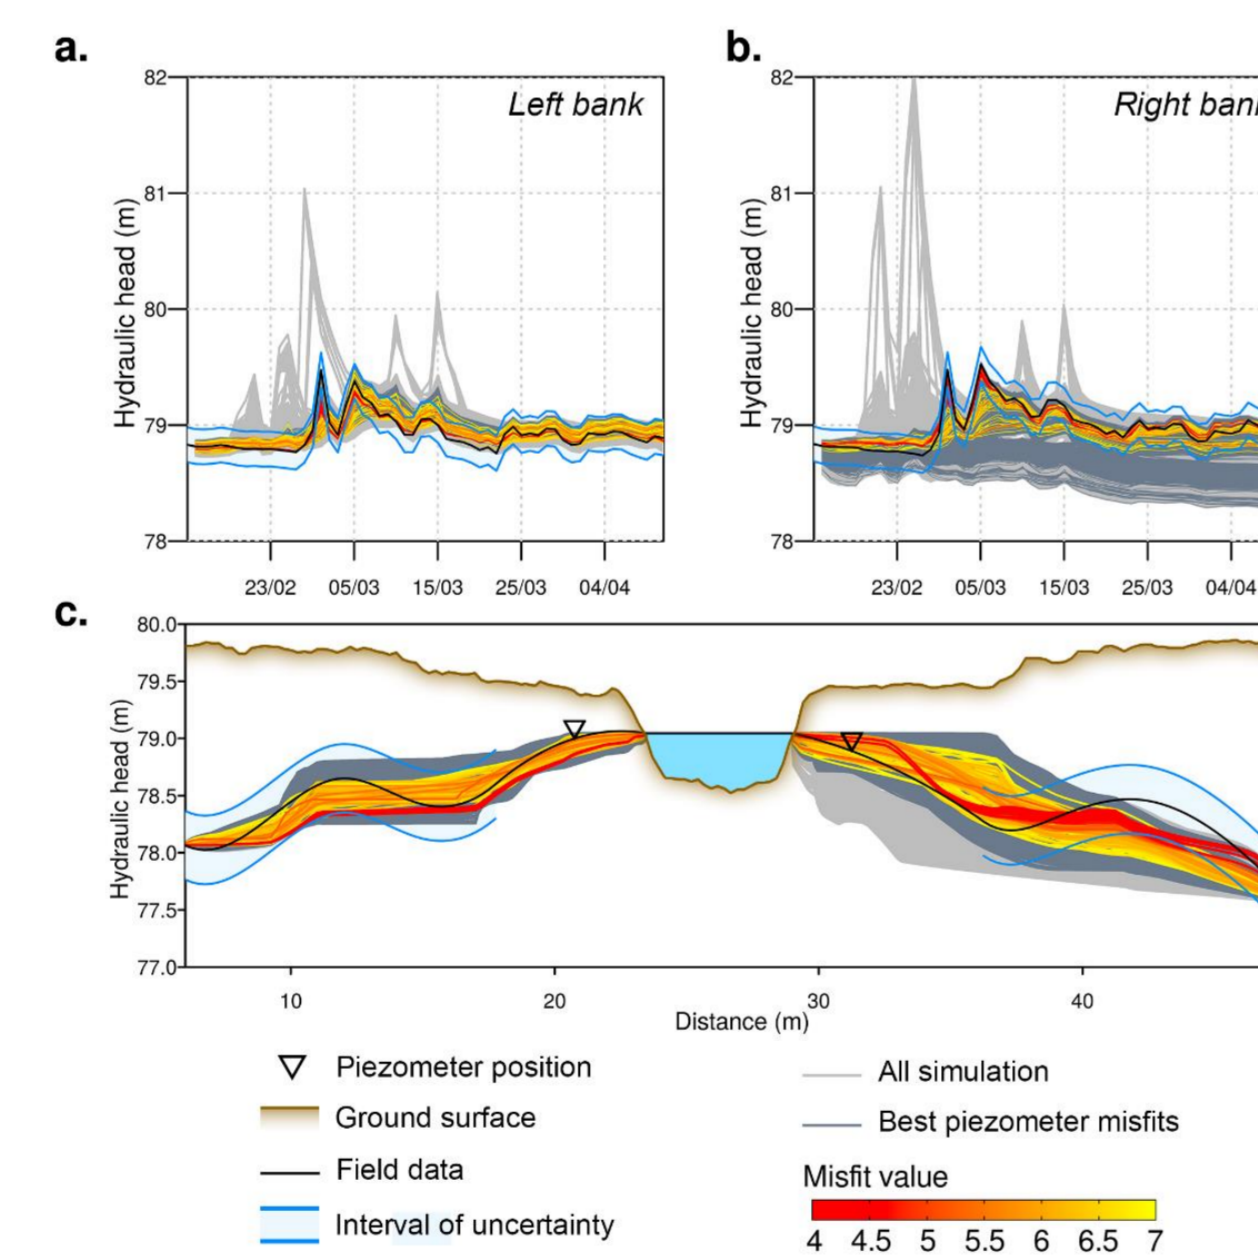 a.
Left bank
82
81
80
79
78
Hydraulic head (m)
23/02 05/03 15/03 25/03 04/04
b.
Right ban
82
81
80
79
78
Hydraulic head (m)
23/02 05/03 15/03 25/03 04/04
c.
80.0
79.5
79.0
78.5
78.0
77.5
77.0
Hydraulic head (m)
10 20 30 40
Distance (m)
Piezometer position
Ground surface
Field data
Interval of uncertainty
All simulation
Best piezometer misfits
Misfit value
4 4.5 5 5.5 6 6.5 7